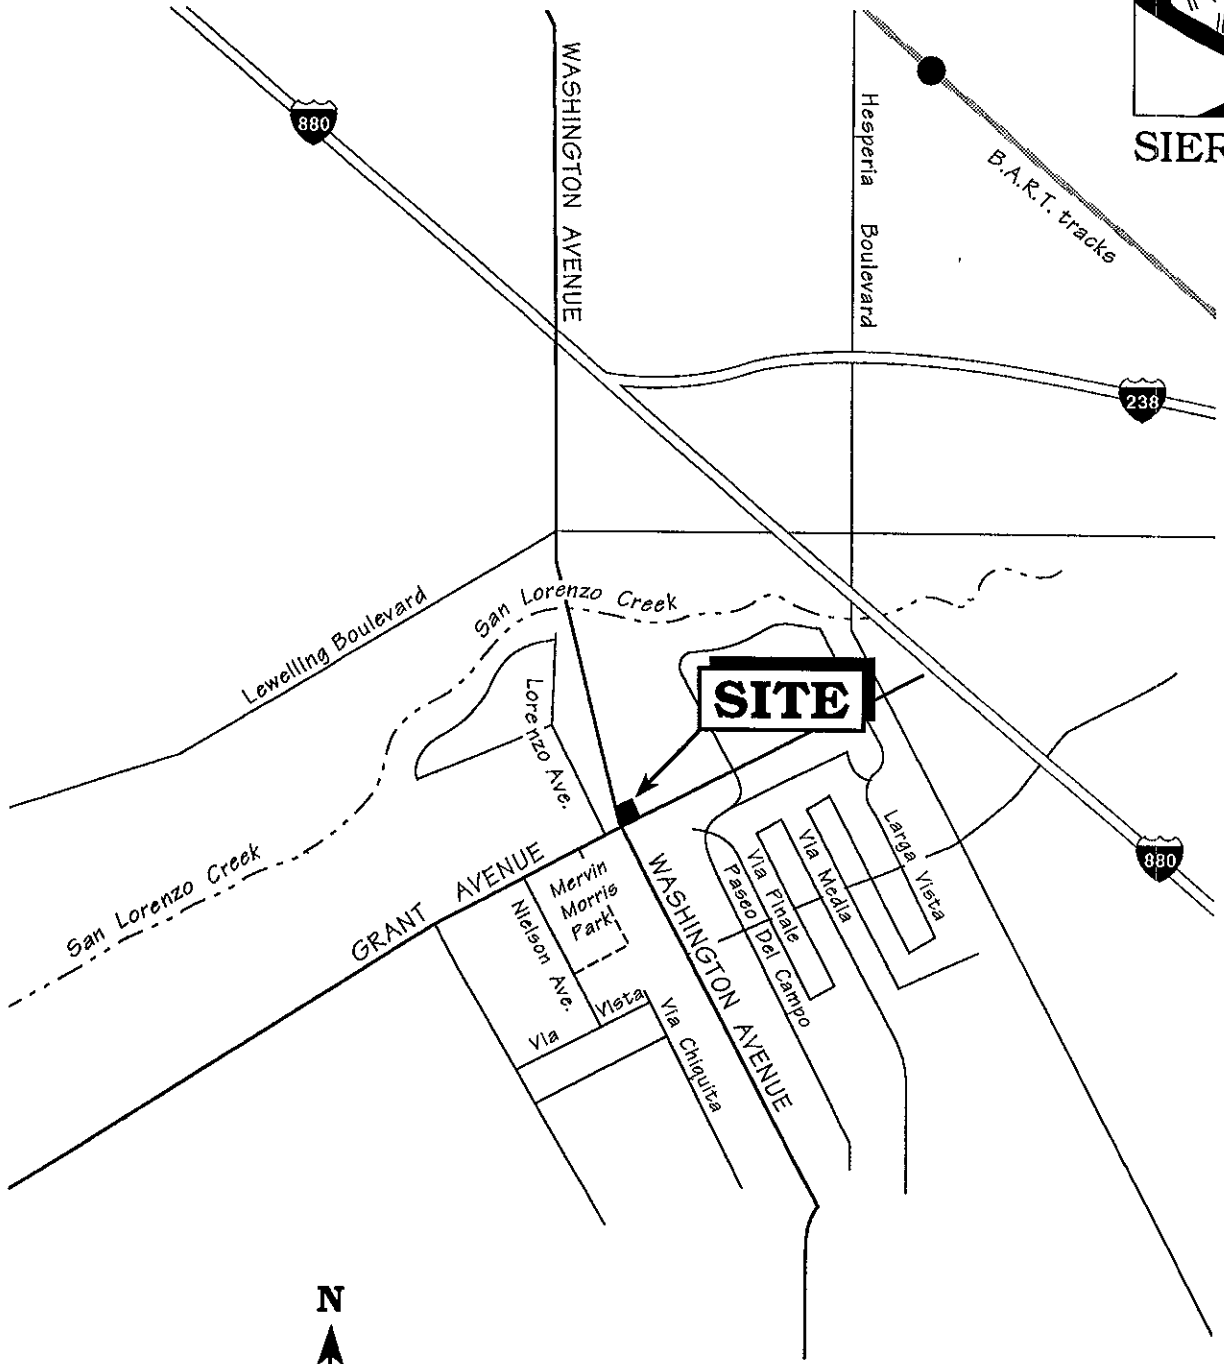 WASHINGTON AVENUE
880
Hesperia Boulevard
B.A.R.T. tracks
238
Lewelling Boulevard
San Lorenzo Creek
SITE
Lorenzo Ave.
San Lorenzo Creek
GRANT AVENUE
Mervin
Morris
Park
Nielson Ave.
WASHINGTON AVENUE
Paseo Del Campo
Via Pinale
Via Media
Larga Vista
880
Via Vista
Via Chiquita
N